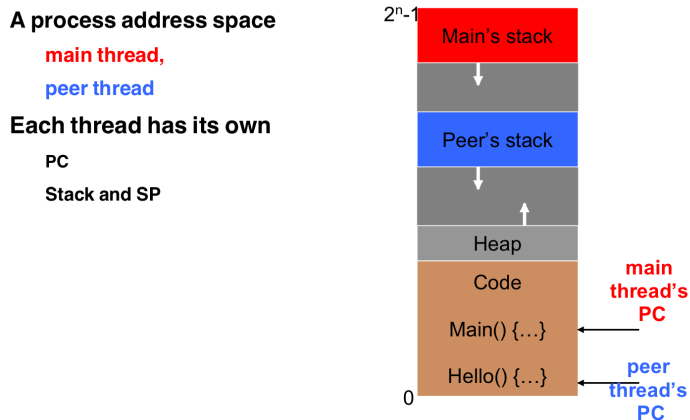 A process address space
main thread,
peer thread
Each thread has its own
PC
Stack and SP
2ⁿ-1
Main's stack
Peer's stack
Heap
Code
Main() {…}
Hello() {…}
0
main
thread's
PC
peer
thread's
PC